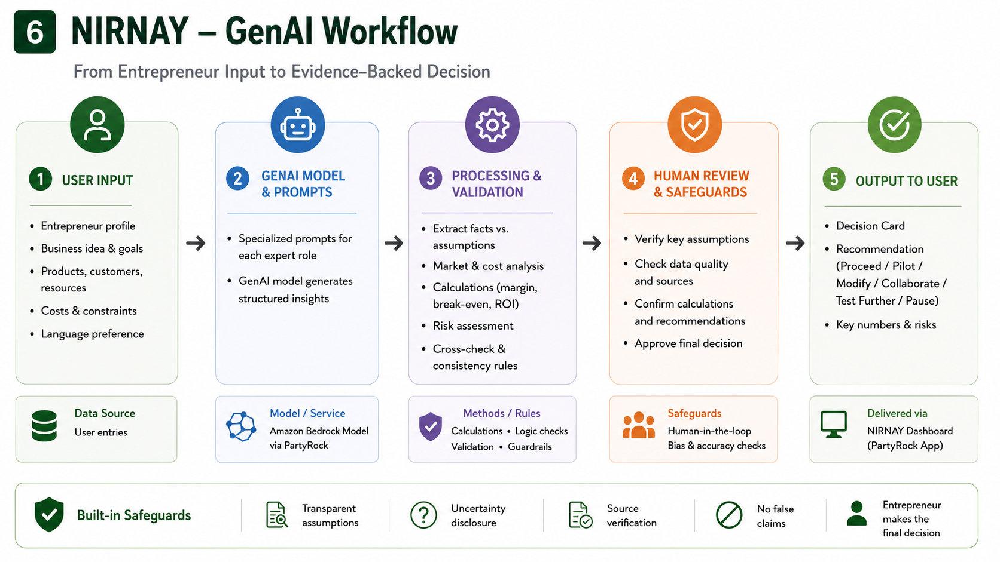 6
NIRNAY – GenAI Workflow
From Entrepreneur Input to Evidence-Backed Decision
1 USER INPUT
• Entrepreneur profile
• Business idea & goals
• Products, customers,
resources
• Costs & constraints
• Language preference
Data Source
User entries
2 GENAI MODEL
& PROMPTS
• Specialized prompts for
each expert role
• GenAI model generates
structured insights
Model / Service
Amazon Bedrock Model
via PartyRock
3 PROCESSING &
VALIDATION
• Extract facts vs.
assumptions
• Market & cost analysis
• Calculations (margin,
break-even, ROI)
• Risk assessment
• Cross-check &
consistency rules
Methods / Rules
Calculations • Logic checks
Validation • Guardrails
4 HUMAN REVIEW
& SAFEGUARDS
• Verify key assumptions
• Check data quality
and sources
• Confirm calculations
and recommendations
• Approve final decision
Safeguards
Human-in-the-loop
Bias & accuracy checks
5 OUTPUT TO USER
• Decision Card
• Recommendation
(Proceed / Pilot /
Modify / Collaborate /
Test Further / Pause)
• Key numbers & risks
Delivered via
NIRNAY Dashboard
(PartyRock App)
Built-in Safeguards
Transparent
assumptions
Uncertainty
disclosure
Source
verification
No false
claims
Entrepreneur
makes the
final decision